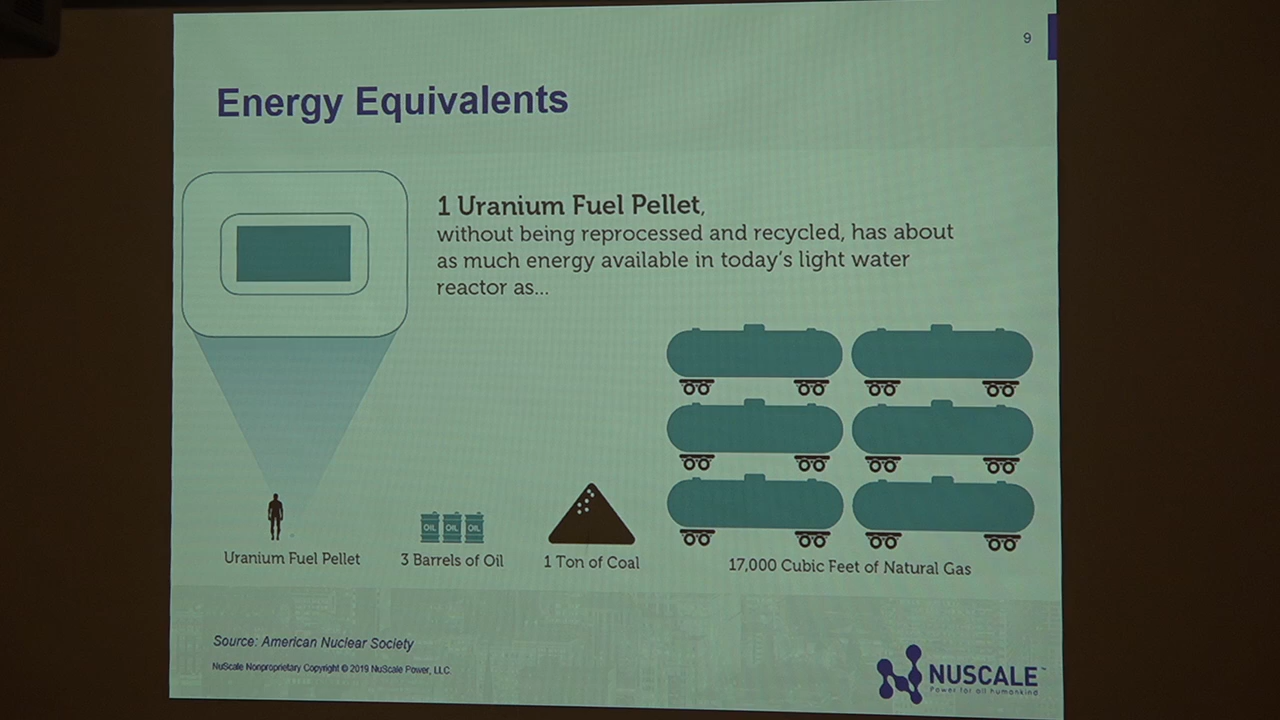 9
Energy Equivalents
1 Uranium Fuel Pellet,
without being reprocessed and recycled, has about
as much energy available in today's light water
reactor as...
OIL OIL OIL
Uranium Fuel Pellet
3 Barrels of Oil
1 Ton of Coal
17,000 Cubic Feet of Natural Gas
Source: American Nuclear Society
NuScale Nonproprietary Copyright © 2019 NuScale Power, LLC.
NUSCALE™
Power for all humankind